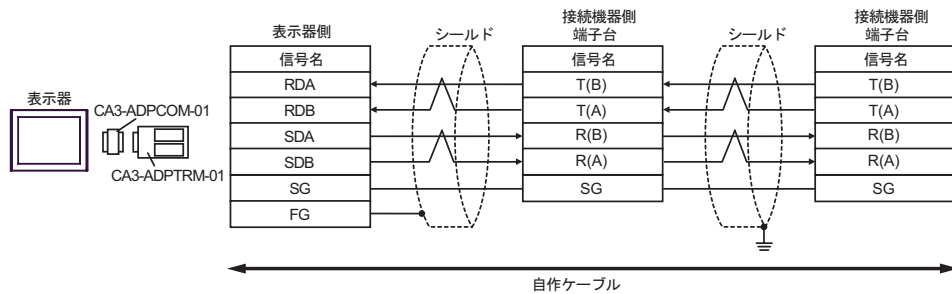 表示器
CA3-ADPCOM-01
CA3-ADPTRM-01
表示器側
信号名
RDA
RDB
SDA
SDB
SG
FG
シールド
接続機器側
端子台
信号名
T(B)
T(A)
R(B)
R(A)
SG
シールド
接続機器側
端子台
信号名
T(B)
T(A)
R(B)
R(A)
SG
自作ケーブル